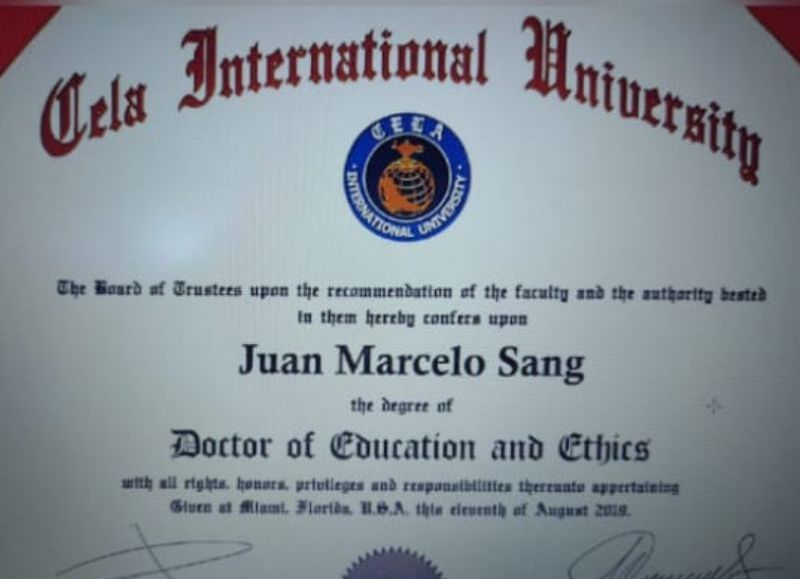 Cela International University
CELA
INTERNATIONAL UNIVERSITY
The Board of Trustees upon the recommendation of the faculty and the authority bested
in them hereby confers upon
Juan Marcelo Sang
the degree of
Doctor of Education and Ethics
with all rights, honors, privileges and responsibilities thereunto appertaining
Given at Miami, Florida, U.S.A. this eleventh of August 2018.